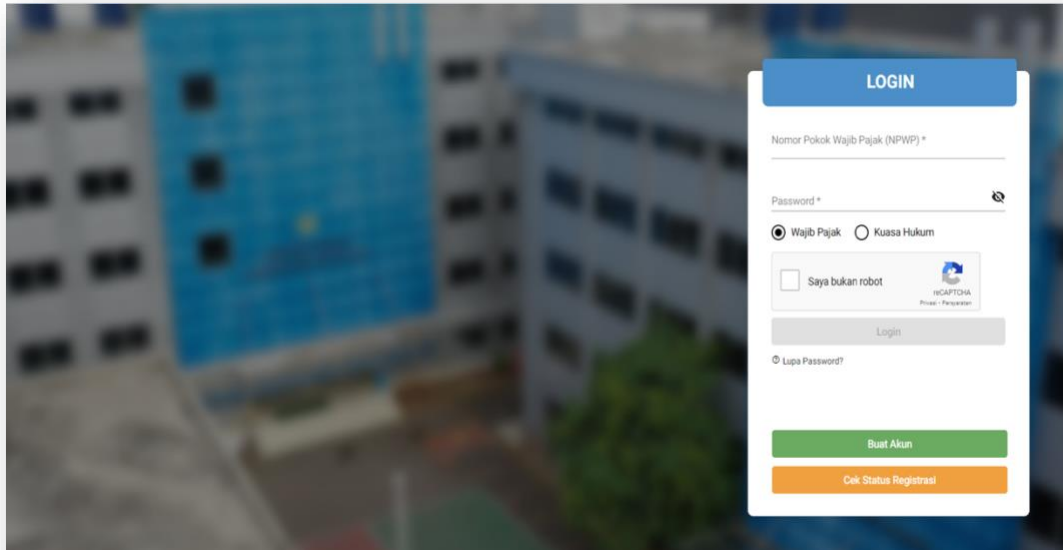 LOGIN
Nomor Pokok Wajib Pajak (NPWP) *
Password *
Wajib Pajak Kuasa Hukum
Saya bukan robot
reCAPTCHA
Privasi - Persyaratan
Login
Lupa Password?
Buat Akun
Cek Status Registrasi